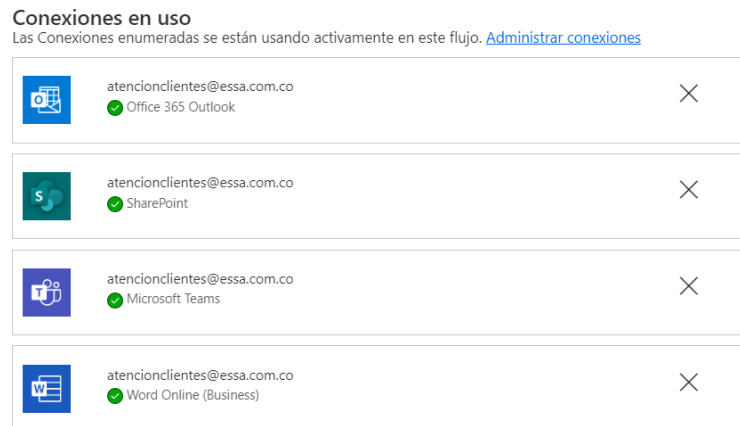 Conexiones en uso
Las Conexiones enumeradas se están usando activamente en este flujo. Administrar conexiones
atencionclientes@essa.com.co
Office 365 Outlook
atencionclientes@essa.com.co
SharePoint
atencionclientes@essa.com.co
Microsoft Teams
atencionclientes@essa.com.co
Word Online (Business)